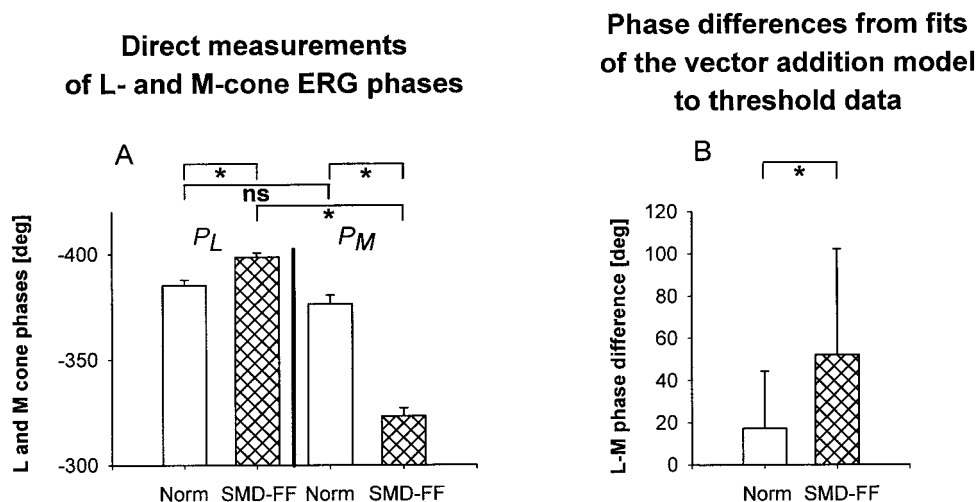 Direct measurements
of L- and M-cone ERG phases
Phase differences from fits
of the vector addition model
to threshold data
A
*
*
ns
*
P_L
P_M
L and M cone phases [deg]
-400
-350
-300
Norm SMD-FF Norm SMD-FF
B
*
L-M phase difference [deg]
120
100
80
60
40
20
0
Norm SMD-FF